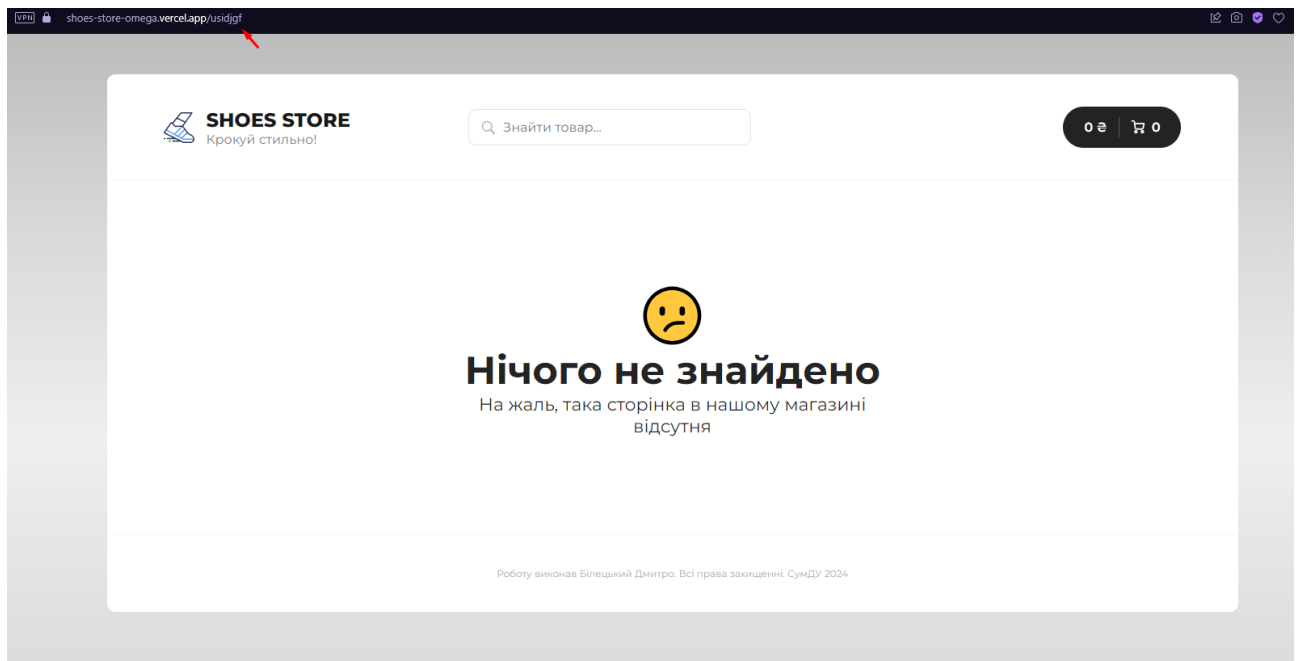 VPN
shoes-store-omega.vercel.app/usidjgf
SHOES STORE
Крокуй стильно!
Знайти товар...
0 ₴ 0
Нічого не знайдено
На жаль, така сторінка в нашому магазині
відсутня
Роботу виконав Білецький Дмитро. Всі права захищенні. СумДУ 2024